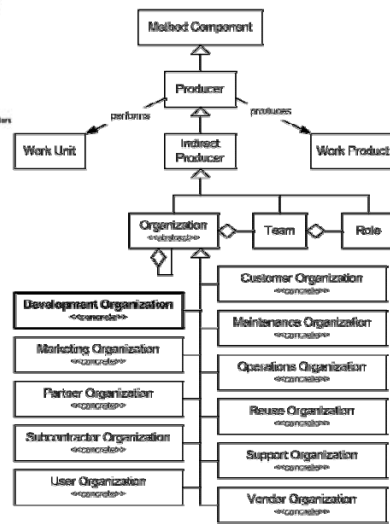 Method Component
Producer
performs
produces
Work Unit
Indirect
Producer
Work Product
Organization
<<abstract>>
Team
Role
Customer Organization
<<concrete>>
Development Organization
<<concrete>>
Maintenance Organization
<<concrete>>
Marketing Organization
<<concrete>>
Operations Organization
<<concrete>>
Partner Organization
<<concrete>>
Reuse Organization
<<concrete>>
Subcontractor Organization
<<concrete>>
Support Organization
<<concrete>>
User Organization
<<concrete>>
Vendor Organization
<<concrete>>